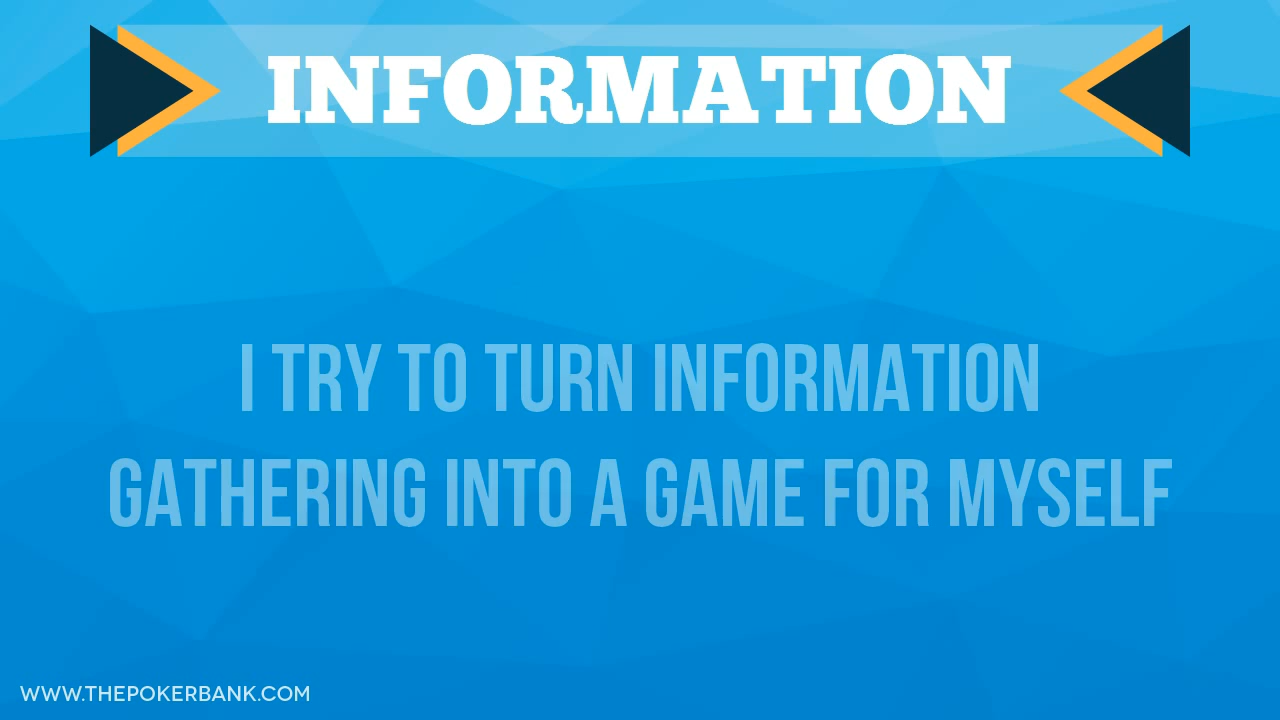 INFORMATION
I TRY TO TURN INFORMATION
GATHERING INTO A GAME FOR MYSELF
WWW.THEPOKERBANK.COM